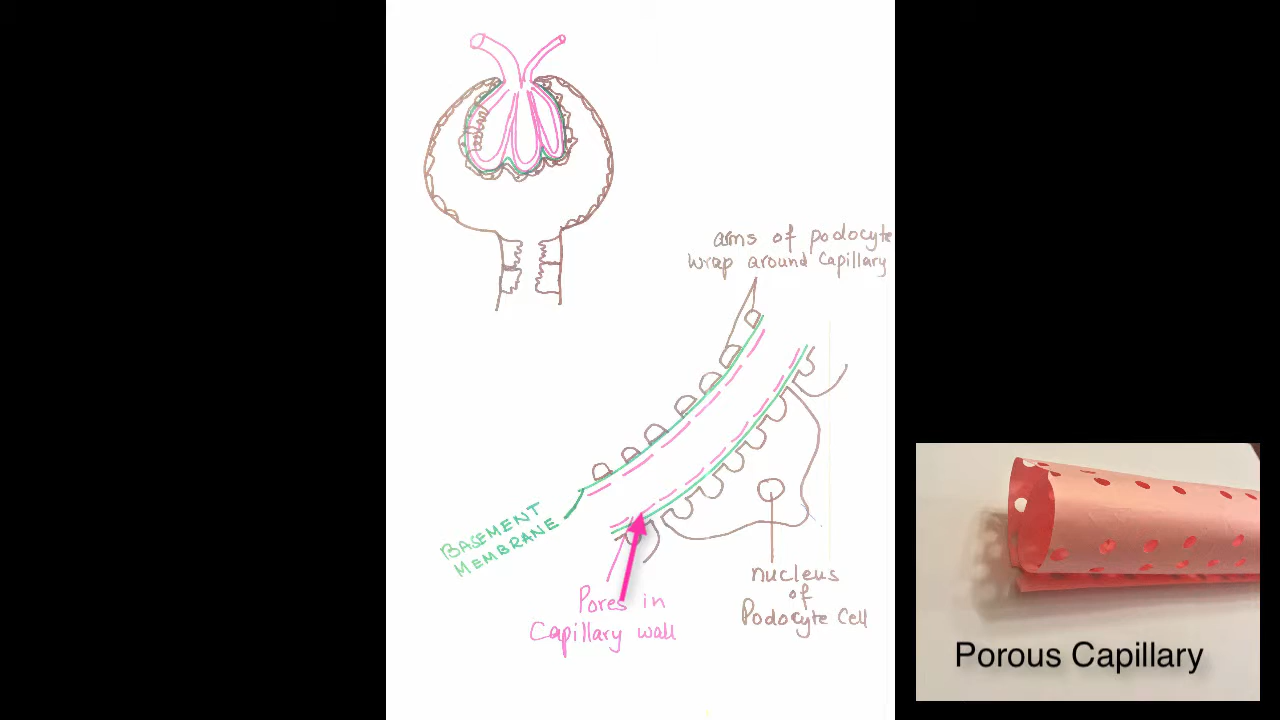 arms of podocyte
wrap around Capillary
BASEMENT
MEMBRANE
Pores in
Capillary wall
nucleus
of
Podocyte Cell
Porous Capillary